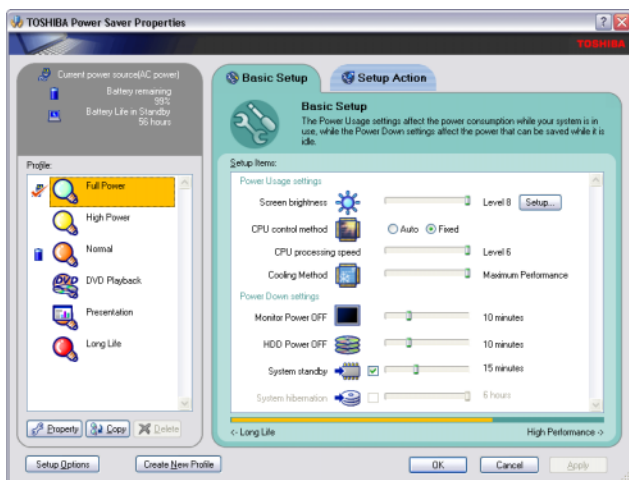 TOSHIBA Power Saver Properties
TOSHIBA
Current power source(AC power)
Battery remaining
99%
Battery Life in Standby
56 hours
Profile:
Full Power
High Power
Normal
DVD Playback
Presentation
Long Life
Property
Copy
Delete
Basic Setup
Setup Action
Basic Setup
The Power Usage settings affect the power consumption while your system is in
use, while the Power Down settings affect the power that can be saved while it is
idle.
Setup Items:
Power Usage settings
Screen brightness
Level 8
Setup...
CPU control method
Auto
Fixed
CPU processing speed
Level 6
Cooling Method
Maximum Performance
Power Down settings
Monitor Power OFF
10 minutes
HDD Power OFF
10 minutes
System standby
15 minutes
System hibernation
6 hours
<- Long Life
High Performance ->
Setup Options
Create New Profile
OK
Cancel
Apply